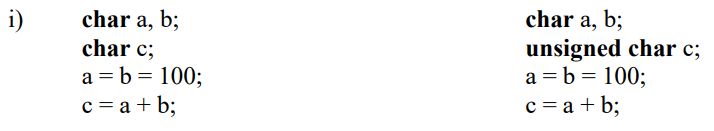 i) char a, b; char a, b;
char c; unsigned char c;
a = b = 100; a = b = 100;
c = a + b; c = a + b;